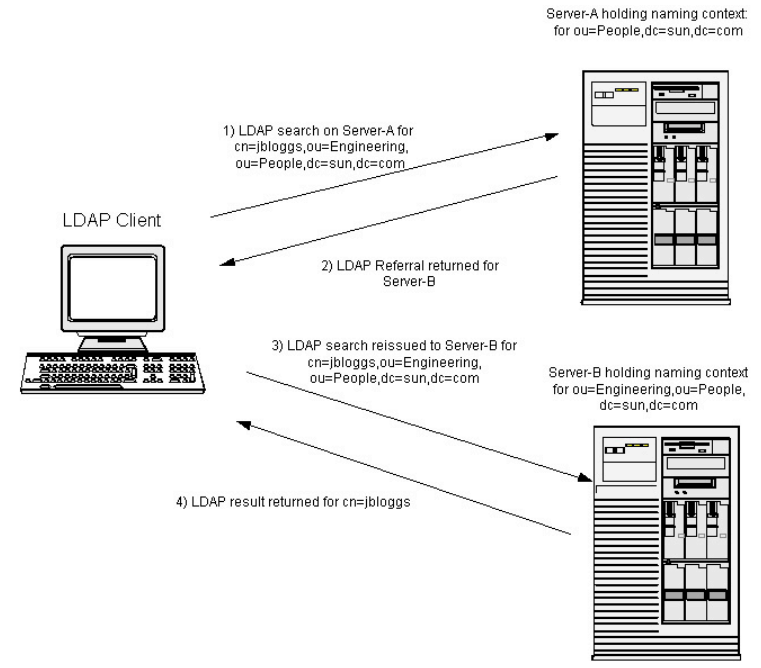 Server-A holding naming context:
for ou=People,dc=sun,dc=com
1) LDAP search on Server-A for
cn=jbloggs,ou=Engineering,
ou=People,dc=sun,dc=com
LDAP Client
2) LDAP Referral returned for
Server-B
3) LDAP search reissued to Server-B for
cn=jbloggs,ou=Engineering,
ou=People,dc=sun,dc=com
Server-B holding naming context
for ou=Engineering,ou=People,
dc=sun,dc=com
4) LDAP result returned for cn=jbloggs